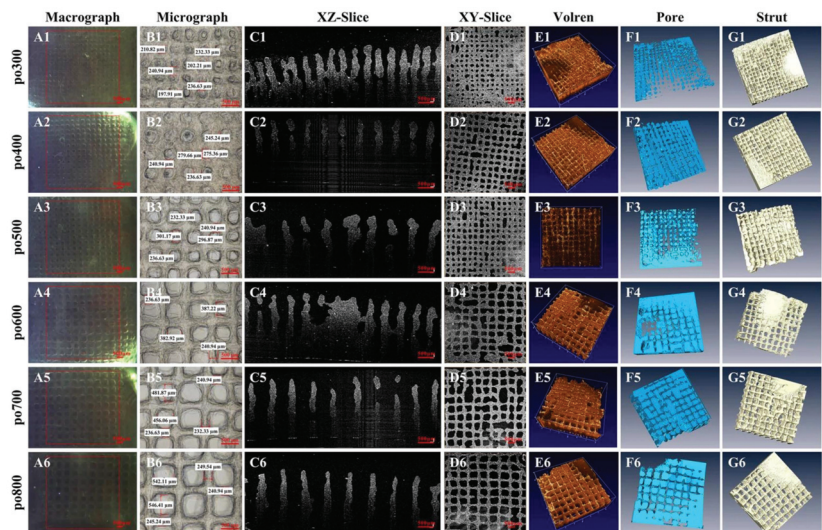 Macrograph Micrograph XZ-Slice XY-Slice Volren Pore Strut
po300
A1 B1 C1 D1 E1 F1 G1
210.82 μm 232.33 μm
202.21 μm
240.94 μm
236.63 μm
197.91 μm
po400
A2 B2 C2 D2 E2 F2 G2
245.24 μm
279.66 μm 275.36 μm
240.94 μm
236.63 μm
po500
A3 B3 C3 D3 E3 F3 G3
232.33 μm
240.94 μm
301.17 μm
296.87 μm
236.63 μm
po600
A4 B4 C4 D4 E4 F4 G4
236.63 μm
387.22 μm
382.92 μm
240.94 μm
po700
A5 B5 C5 D5 E5 F5 G5
240.94 μm
481.87 μm
496.06 μm
236.63 μm 232.33 μm
po800
A6 B6 C6 D6 E6 F6 G6
249.54 μm
542.11 μm
240.94 μm
546.41 μm
245.24 μm